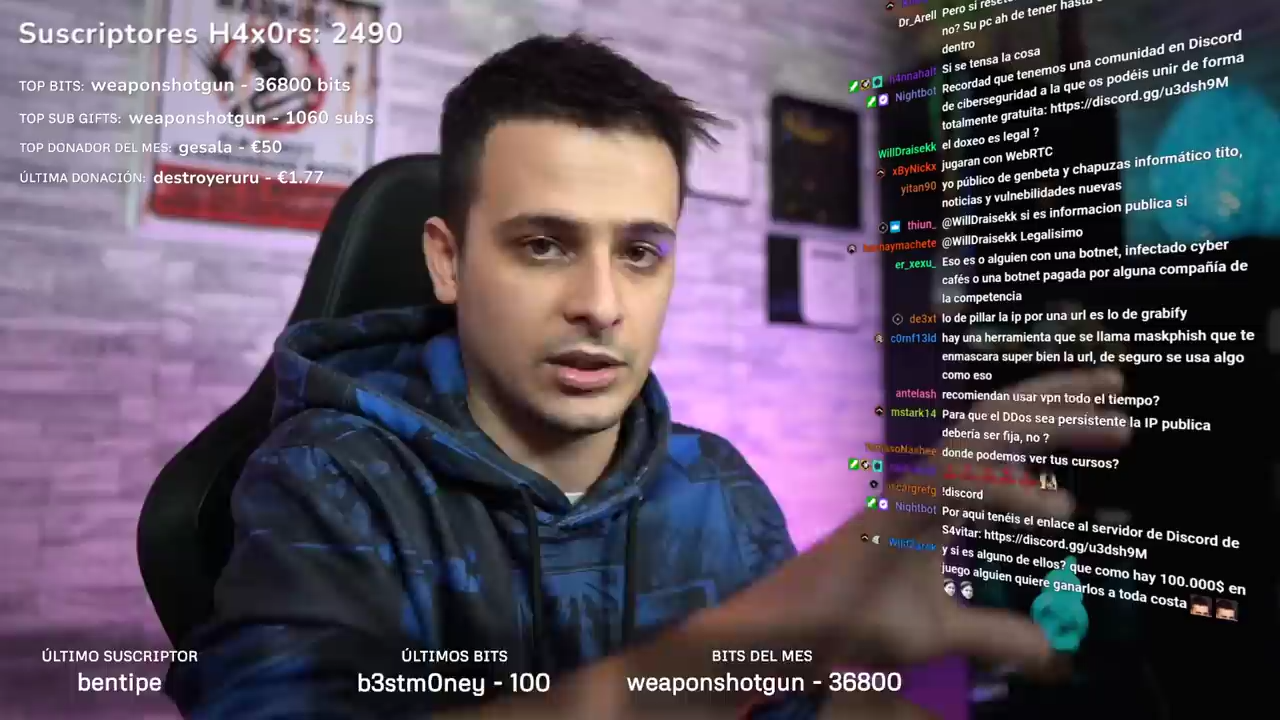 Suscriptores H4x0rs: 2490
TOP BITS: weaponshotgun - 36800 bits
TOP SUB GIFTS: weaponshotgun - 1060 subs
TOP DONADOR DEL MES: gesala - €50
ÚLTIMA DONACIÓN: destroyeruru - €1.77
Dr_Arell Pero si
no? Su pc ah de tener hasta
dentro
h4nnahalt Si se tensa la cosa
Nightbot Recordad que tenemos una comunidad en Discord
de ciberseguridad a la que os podéis unir de forma
totalmente gratuita: https://discord.gg/u3dsh9M
WillDraisekk el doxeo es legal ?
xByNickx jugaran con WebRTC
yitan90 yo público de genbeta y chapuzas informático tito,
noticias y vulnebilidades nuevas
thiun_ @WillDraisekk si es informacion publica si
@WillDraisekk Legalisimo
er_xexu_ Eso es o alguien con una botnet, infectado cyber
cafés o una botnet pagada por alguna compañía de
la competencia
de3xt lo de pillar la ip por una url es lo de grabify
c0rnf13ld hay una herramienta que se llama maskphish que te
enmascara super bien la url, de seguro se usa algo
como eso
antelash recomiendan usar vpn todo el tiempo?
mstark14 Para que el DDos sea persistente la IP publica
debería ser fija, no ?
donde podemos ver tus cursos?
!discord
Nightbot Por aqui tenéis el enlace al servidor de Discord de
S4vitar: https://discord.gg/u3dsh9M
y si es alguno de ellos? que como hay 100.000$ en
juego alguien quiere ganarlos a toda costa
ÚLTIMO SUSCRIPTOR
bentipe
ÚLTIMOS BITS
b3stm0ney - 100
BITS DEL MES
weaponshotgun - 36800